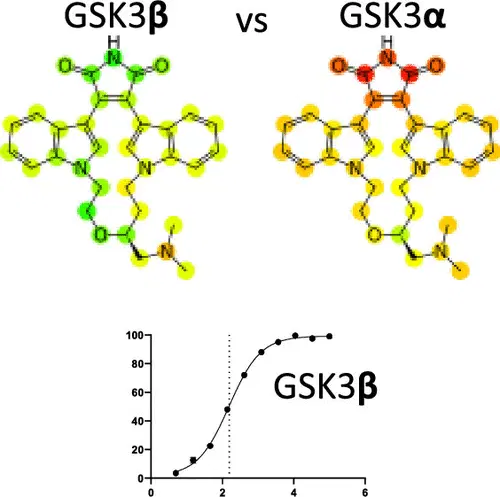 GSK3β vs GSK3α
H
O N O
N N
O
N
H
O N O
N N
O
N
100
80
60
40
20
0
GSK3β
0 2 4 6